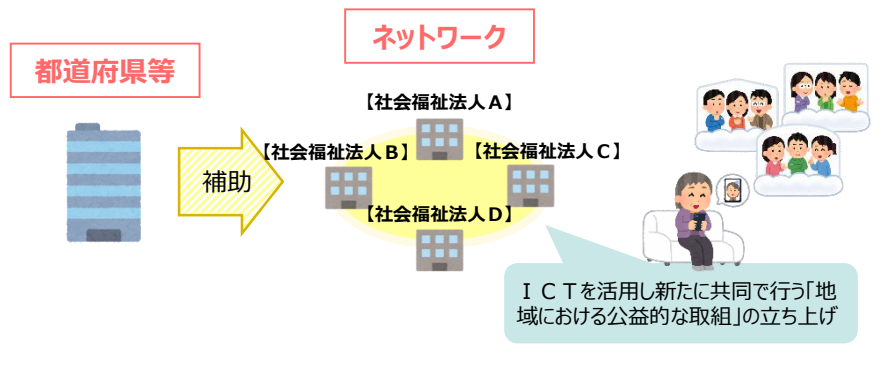 ネットワーク
都道府県等
【社会福祉法人A】
【社会福祉法人B】
【社会福祉法人C】
補助
【社会福祉法人D】
ＩＣＴを活用し新たに共同で行う「地
域における公益的な取組」の立ち上げ